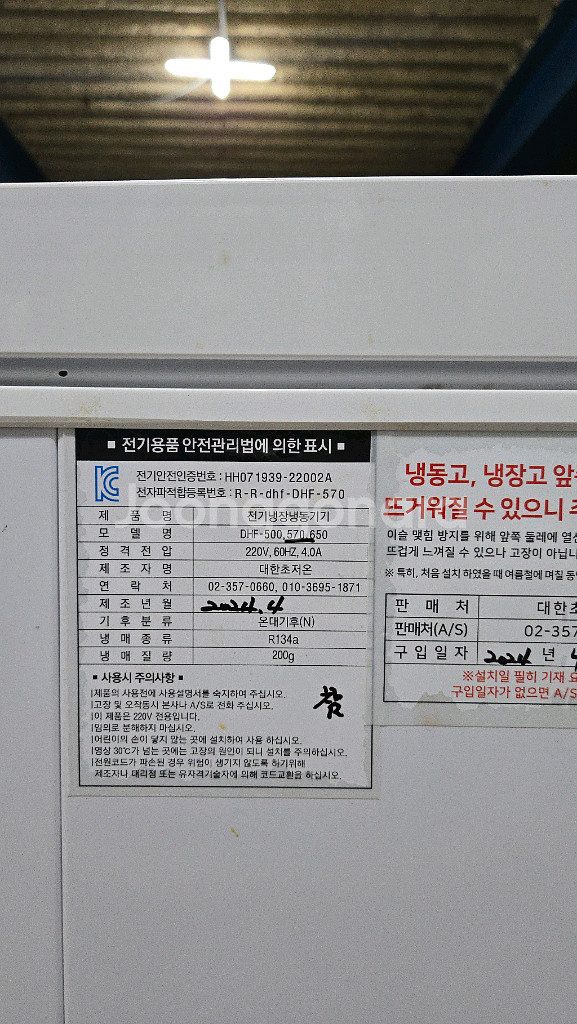 ■ 전기용품 안전관리법에 의한 표시 ■
전기안전인증번호 : HH071939-22002A
전자파적합등록번호 : R-R-dhf-DHF-570
제 품 명 전기냉장냉동기기
모 델 명 DHF-500,570,650
정 격 전 압 220V, 60HZ, 4.0A
제 조 자 명 대한초저온
연 락 처 02-357-0660, 010-3695-1871
제 조 년 월 2024.4
기 후 분 류 온대기후(N)
냉 매 종 류 R134a
냉 매 질 량 200g
■ 사용시 주의사항 ■
제품의 사용전에 사용설명서를 숙지하여 주십시오.
고장 및 오작동시 본사나 A/S로 전화 주십시오.
이 제품은 220V 전용입니다.
임의로 분해하지 마십시오.
어린이의 손이 닿지 않는 곳에 설치하여 사용 하십시오.
영상 30℃가 넘는 곳에는 고장의 원인이 되니 설치를 주의하십시오.
전원코드가 파손된 경우 위험이 생기지 않도록 하기위해
제조자나 대리점 또는 유자격기술자에 의해 코드교환을 하십시오.
냉동고, 냉장고 앞
뜨거워질 수 있으니
이슬 맺힘 방지를 위해 앞쪽 둘레에 열선
뜨겁게 느껴질 수 있으나 고장이 아닙니
※ 특히, 처음 설치 하였을 때 여름철에 며칠 동
판 매 처 대한초
판매처(A/S) 02-357
구 입 일 자 2024 년 4
※설치일 필히 기재
구입일자가 없으면 A/S